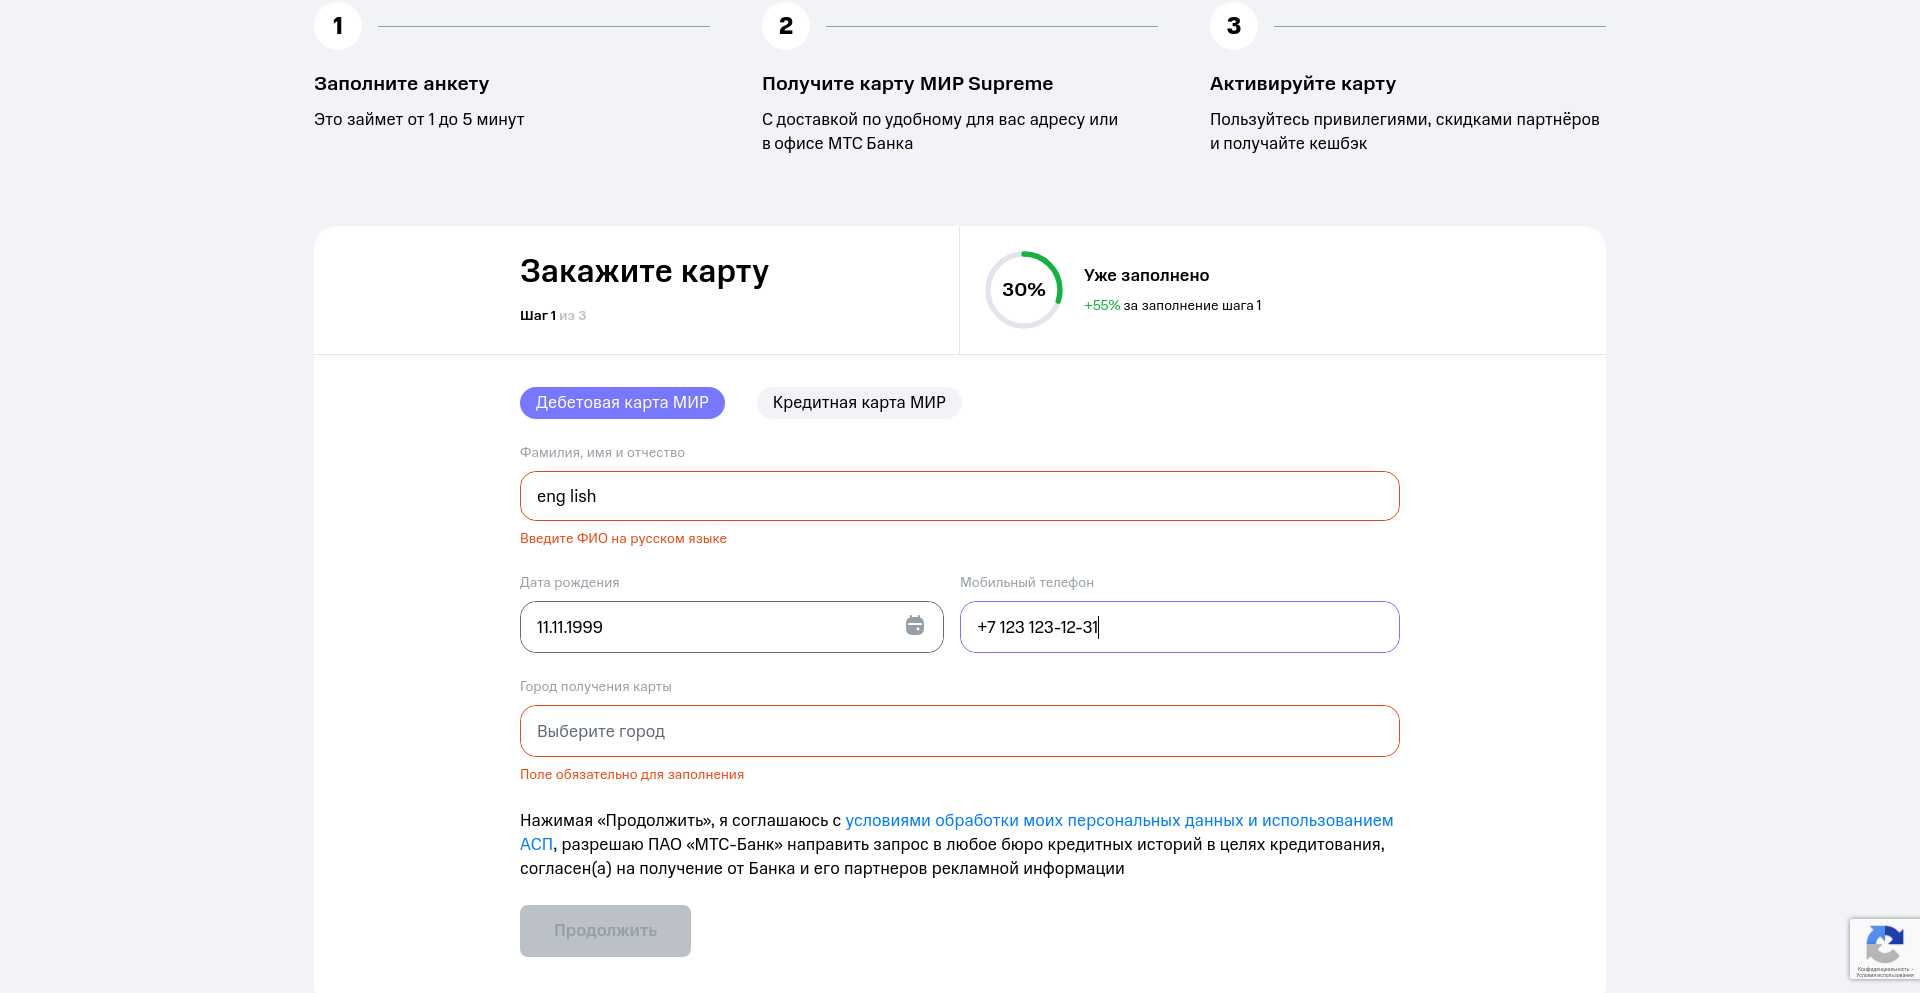 1
2
3
Заполните анкету
Это займет от 1 до 5 минут
Получите карту МИР Supreme
С доставкой по удобному для вас адресу или
в офисе МТС Банка
Активируйте карту
Пользуйтесь привилегиями, скидками партнёров
и получайте кешбэк
Закажите карту
Шаг 1 из 3
30%
Уже заполнено
+55% за заполнение шага 1
Дебетовая карта МИР
Кредитная карта МИР
Фамилия, имя и отчество
eng lish
Введите ФИО на русском языке
Дата рождения
11.11.1999
Мобильный телефон
+7 123 123-12-31
Город получения карты
Выберите город
Поле обязательно для заполнения
Нажимая «Продолжить», я соглашаюсь с условиями обработки моих персональных данных и использованием
АСП, разрешаю ПАО «МТС-Банк» направить запрос в любое бюро кредитных историй в целях кредитования,
согласен(а) на получение от Банка и его партнеров рекламной информации
Продолжить
Конфиденциальность -
Условия использования